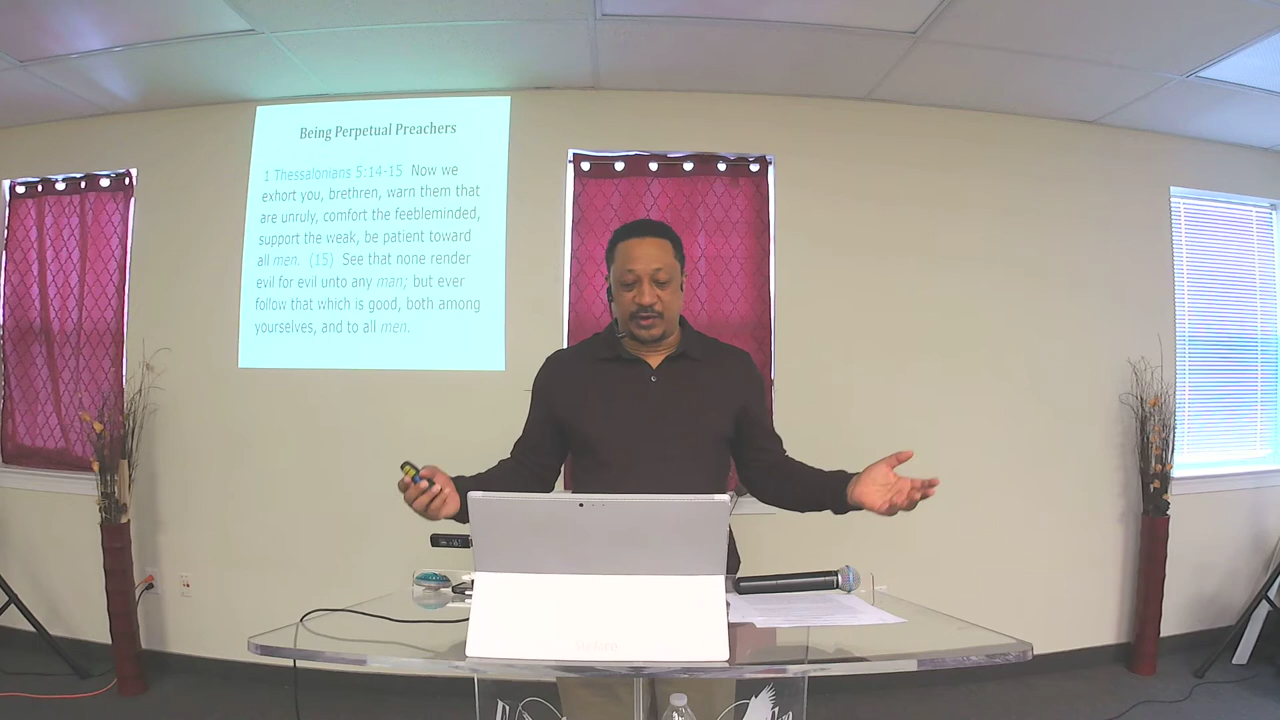 Being Perpetual Preachers
1 Thessalonians 5:14-15 Now we
exhort you, brethren, warn them that
are unruly, comfort the feebleminded,
support the weak, be patient toward
all men. (15) See that none render
evil for evil unto any man; but ever
follow that which is good, both among
yourselves, and to all men.